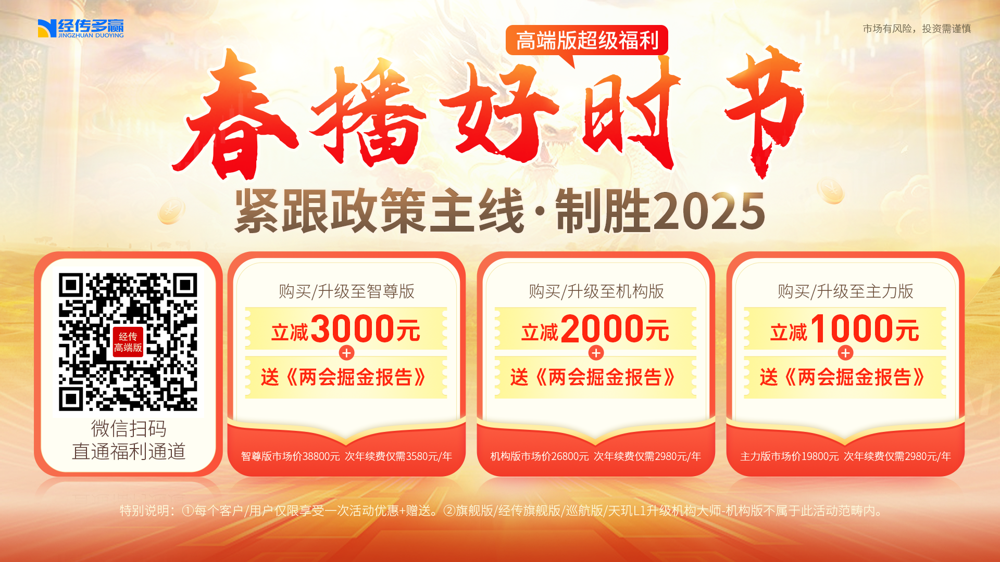 经传多赢
JINGZHUAN DUOYING
市场有风险，投资需谨慎
高端版超级福利
春播好时节
紧跟政策主线·制胜2025
经传
高端版
微信扫码
直通福利通道
购买/升级至智尊版
立减3000元
+
送《两会掘金报告》
智尊版市场价38800元 次年续费仅需3580元/年
购买/升级至机构版
立减2000元
+
送《两会掘金报告》
机构版市场价26800元 次年续费仅需2980元/年
购买/升级至主力版
立减1000元
+
送《两会掘金报告》
主力版市场价19800元 次年续费仅需2980元/年
特别说明：①每个客户/用户仅限享受一次活动优惠+赠送。②旗舰版/经传旗舰版/巡航版/天玑L1升级机构大师-机构版不属于此活动范畴内。